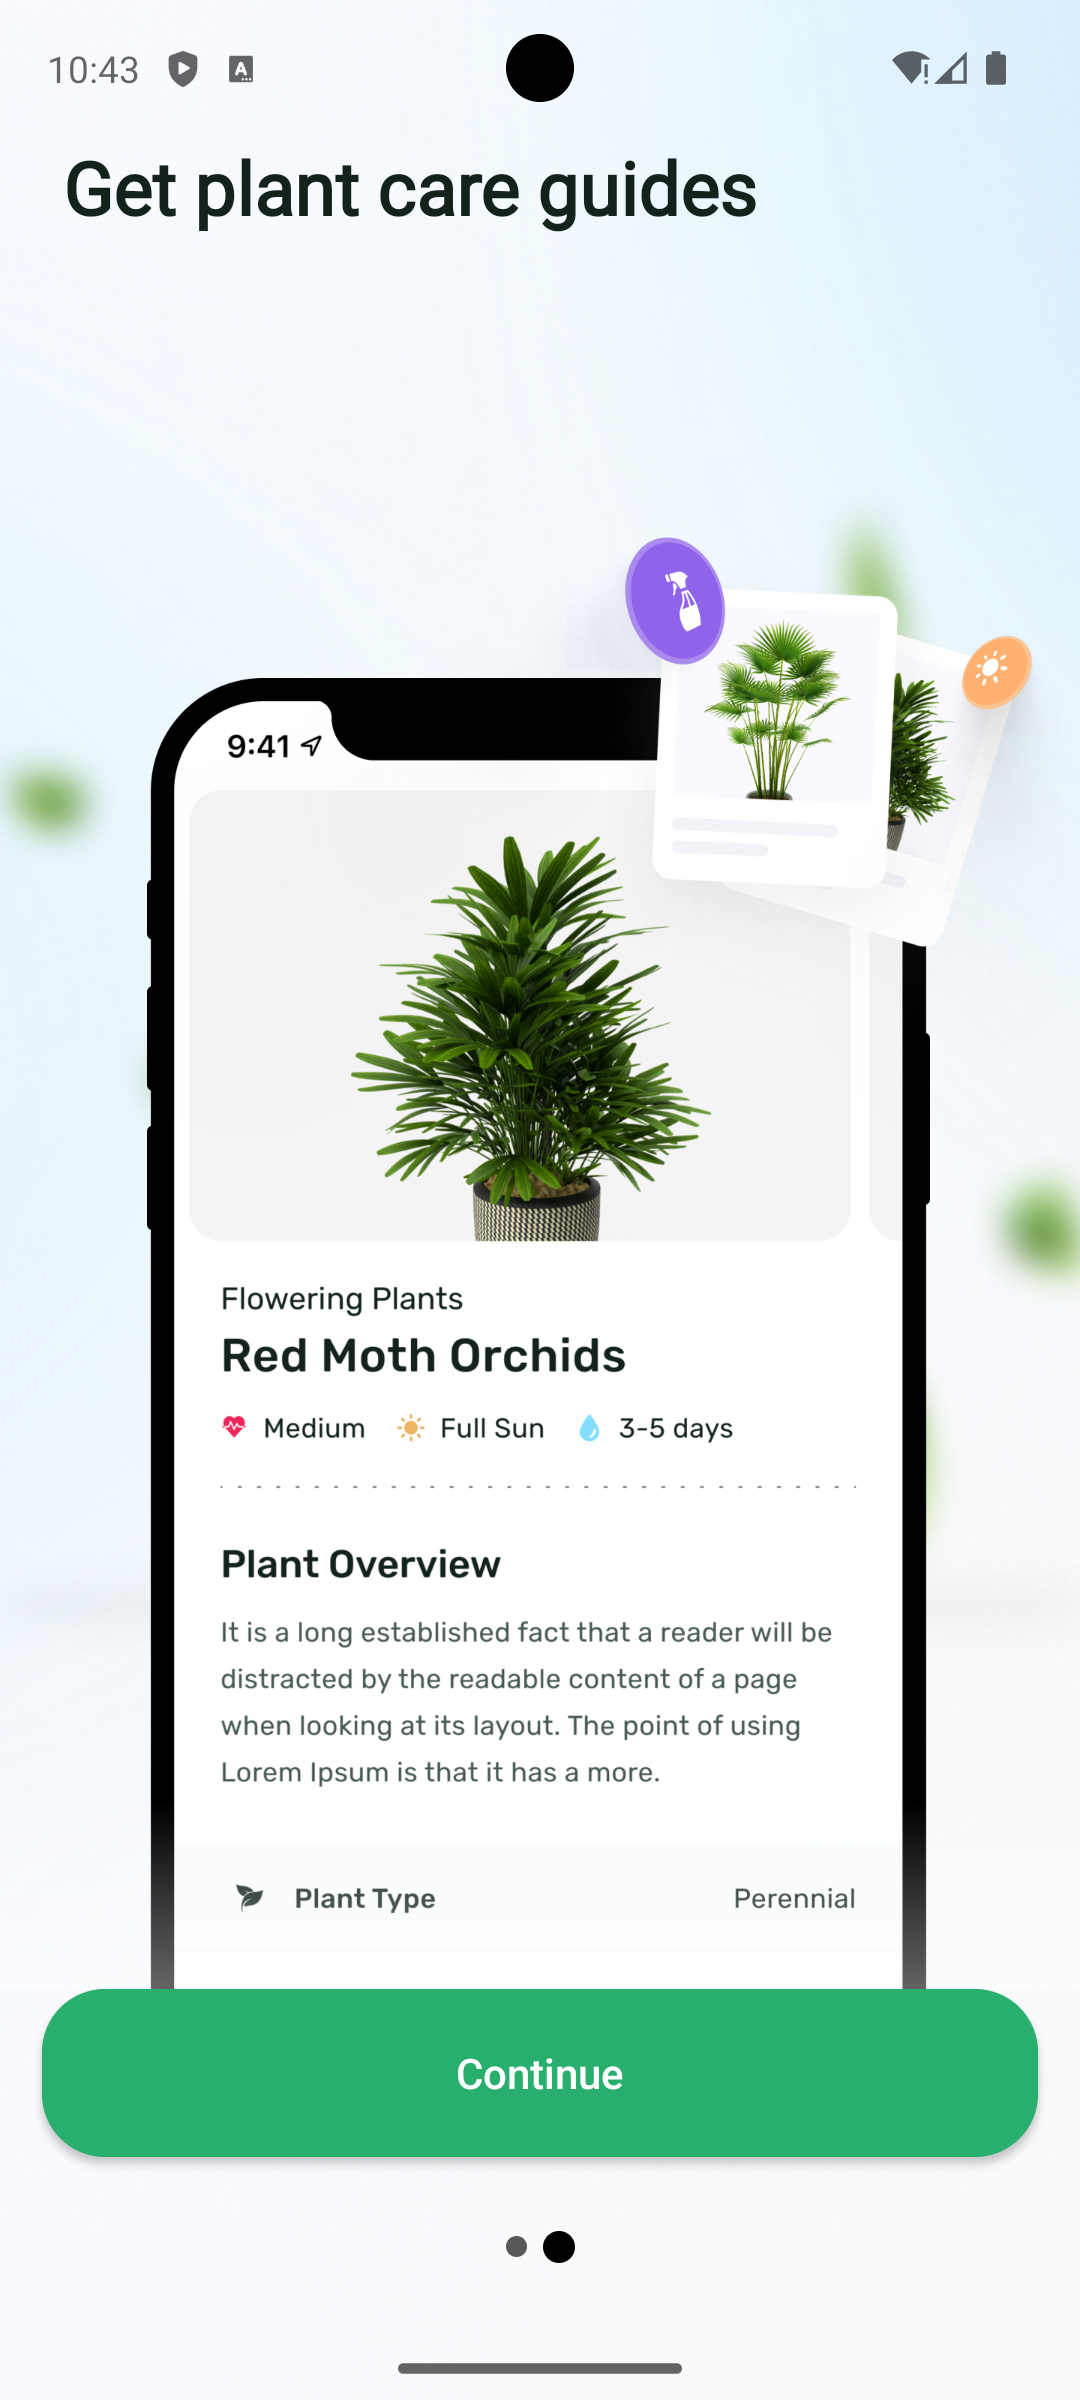 10:43
Get plant care guides
9:41
Flowering Plants
Red Moth Orchids
Medium Full Sun 3-5 days
Plant Overview
It is a long established fact that a reader will be
distracted by the readable content of a page
when looking at its layout. The point of using
Lorem Ipsum is that it has a more.
Plant Type Perennial
Continue